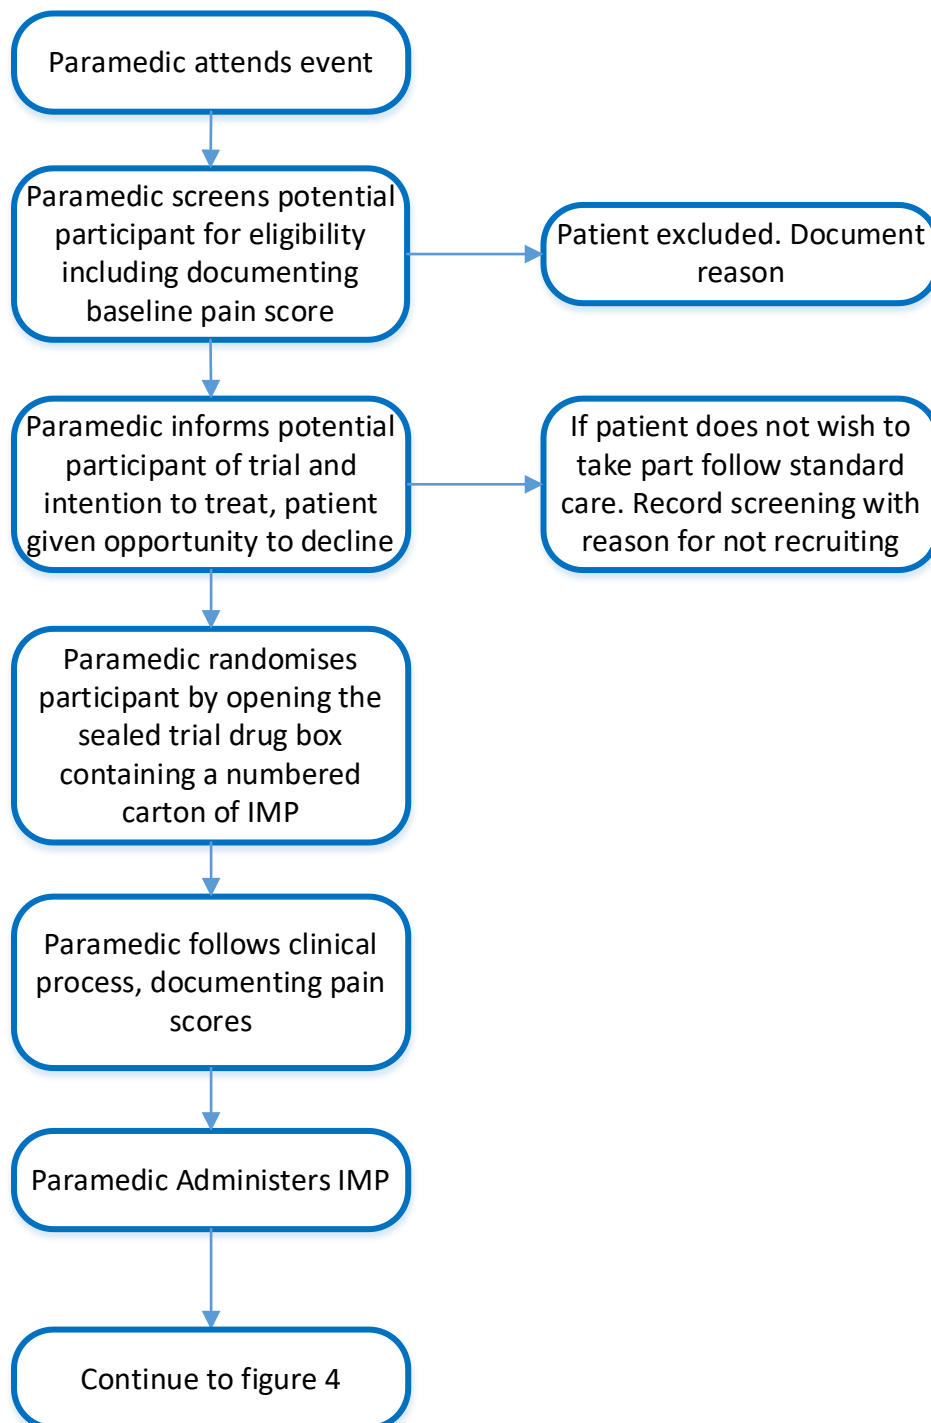 Paramedic attends event
Paramedic screens potential
participant for eligibility
including documenting
baseline pain score
Patient excluded. Document
reason
Paramedic informs potential
participant of trial and
intention to treat, patient
given opportunity to decline
If patient does not wish to
take part follow standard
care. Record screening with
reason for not recruiting
Paramedic randomises
participant by opening the
sealed trial drug box
containing a numbered
carton of IMP
Paramedic follows clinical
process, documenting pain
scores
Paramedic Administers IMP
Continue to figure 4